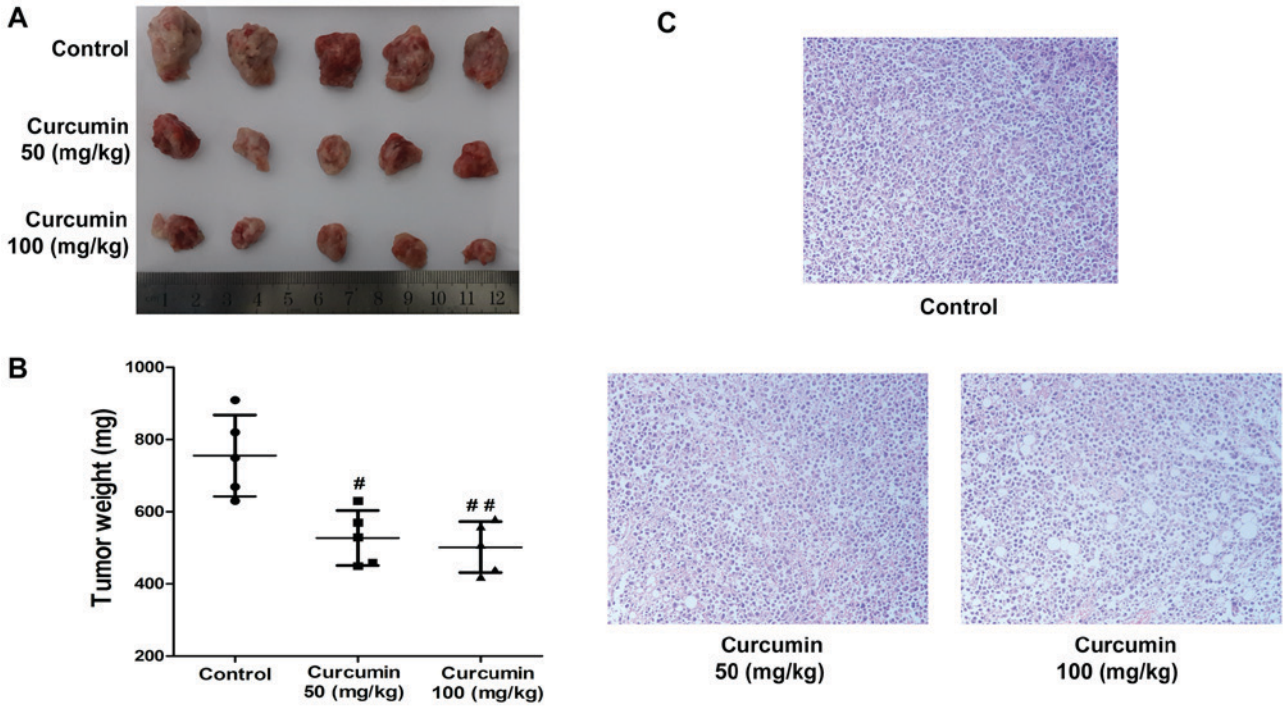 A
Control
Curcumin
50 (mg/kg)
Curcumin
100 (mg/kg)
cm 1 2 3 4 5 6 7 8 9 10 11 12
B
Tumor weight (mg)
1000
800
600
400
200
#
# #
Control
Curcumin
50 (mg/kg)
Curcumin
100 (mg/kg)
C
Control
Curcumin
50 (mg/kg)
Curcumin
100 (mg/kg)